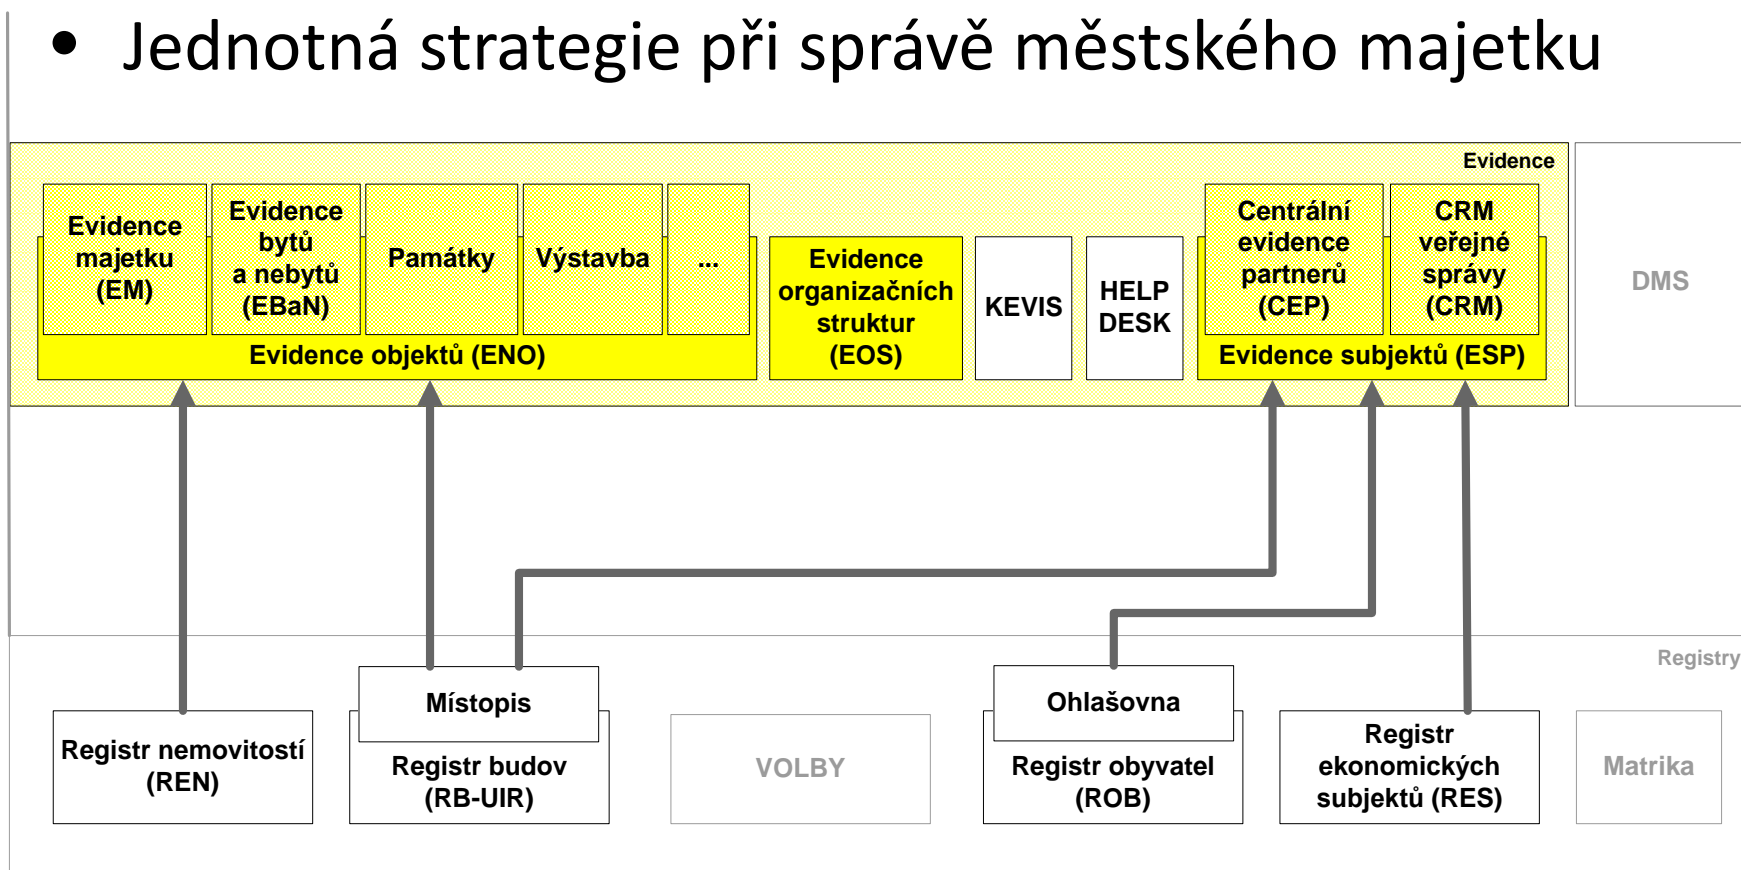 • Jednotná strategie při správě městského majetku
Evidence
Evidence
majetku
(EM)
Evidence
bytů
a nebytů
(EBaN)
Památky
Výstavba
...
Evidence objektů (ENO)
Evidence
organizačních
struktur
(EOS)
KEVIS
HELP
DESK
Centrální
evidence
partnerů
(CEP)
CRM
veřejné
správy
(CRM)
Evidence subjektů (ESP)
DMS
Registry
Registr nemovitostí
(REN)
Místopis
Registr budov
(RB-UIR)
VOLBY
Ohlašovna
Registr obyvatel
(ROB)
Registr
ekonomických
subjektů (RES)
Matrika